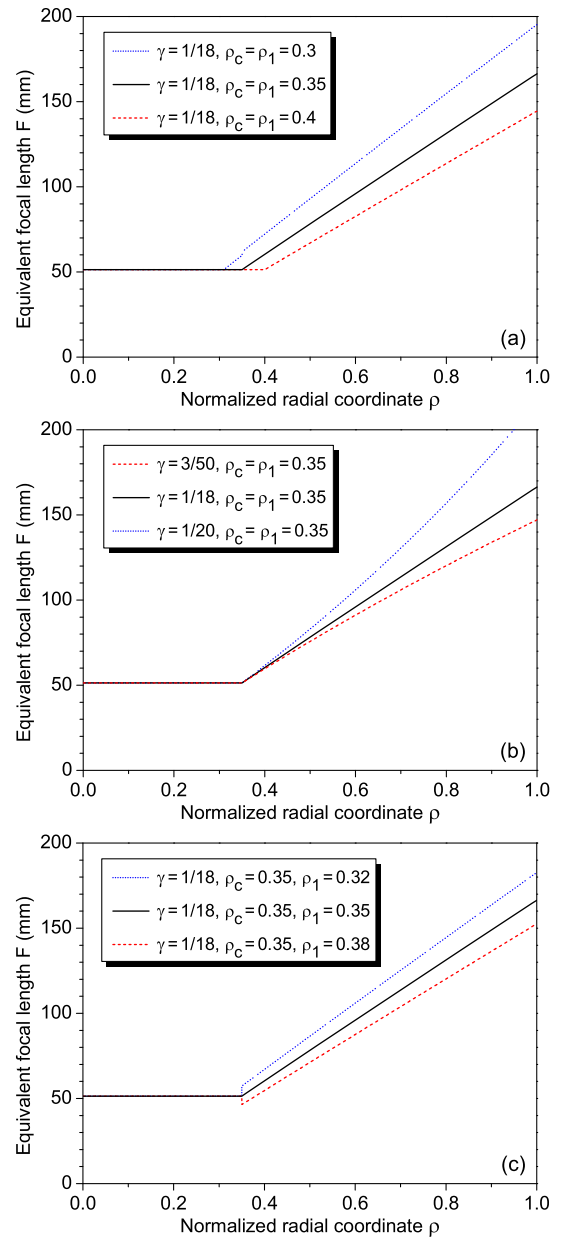 200
150
100
50
0
Equivalent focal length F (mm)
γ = 1/18, ρc = ρ1 = 0.3
γ = 1/18, ρc = ρ1 = 0.35
γ = 1/18, ρc = ρ1 = 0.4
(a)
0.0 0.2 0.4 0.6 0.8 1.0
Normalized radial coordinate ρ
200
150
100
50
0
Equivalent focal length F (mm)
γ = 3/50, ρc = ρ1 = 0.35
γ = 1/18, ρc = ρ1 = 0.35
γ = 1/20, ρc = ρ1 = 0.35
(b)
0.0 0.2 0.4 0.6 0.8 1.0
Normalized radial coordinate ρ
200
150
100
50
0
Equivalent focal length F (mm)
γ = 1/18, ρc = 0.35, ρ1 = 0.32
γ = 1/18, ρc = 0.35, ρ1 = 0.35
γ = 1/18, ρc = 0.35, ρ1 = 0.38
(c)
0.0 0.2 0.4 0.6 0.8 1.0
Normalized radial coordinate ρ